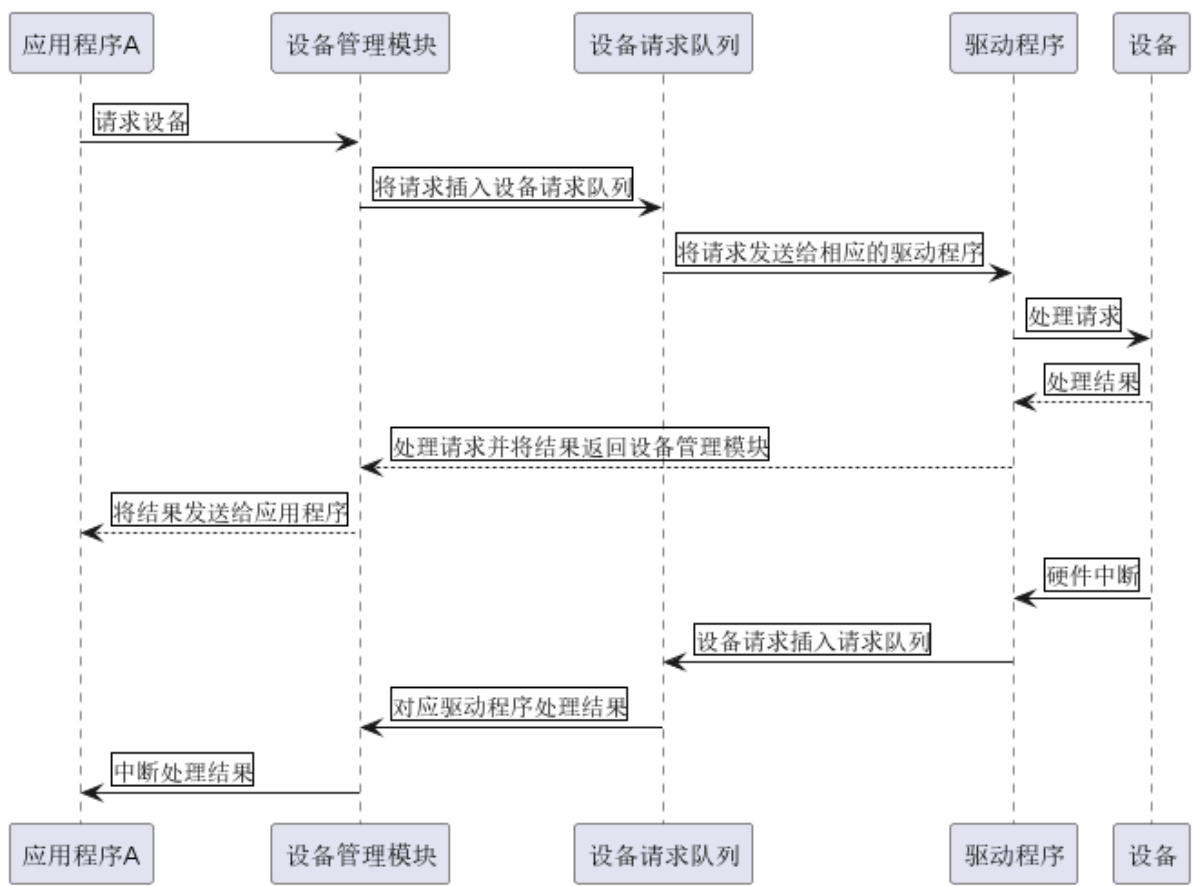 应用程序A
设备管理模块
设备请求队列
驱动程序
设备
请求设备
将请求插入设备请求队列
将请求发送给相应的驱动程序
处理请求
处理结果
处理请求并将结果返回设备管理模块
将结果发送给应用程序
硬件中断
设备请求插入请求队列
对应驱动程序处理结果
中断处理结果
应用程序A
设备管理模块
设备请求队列
驱动程序
设备